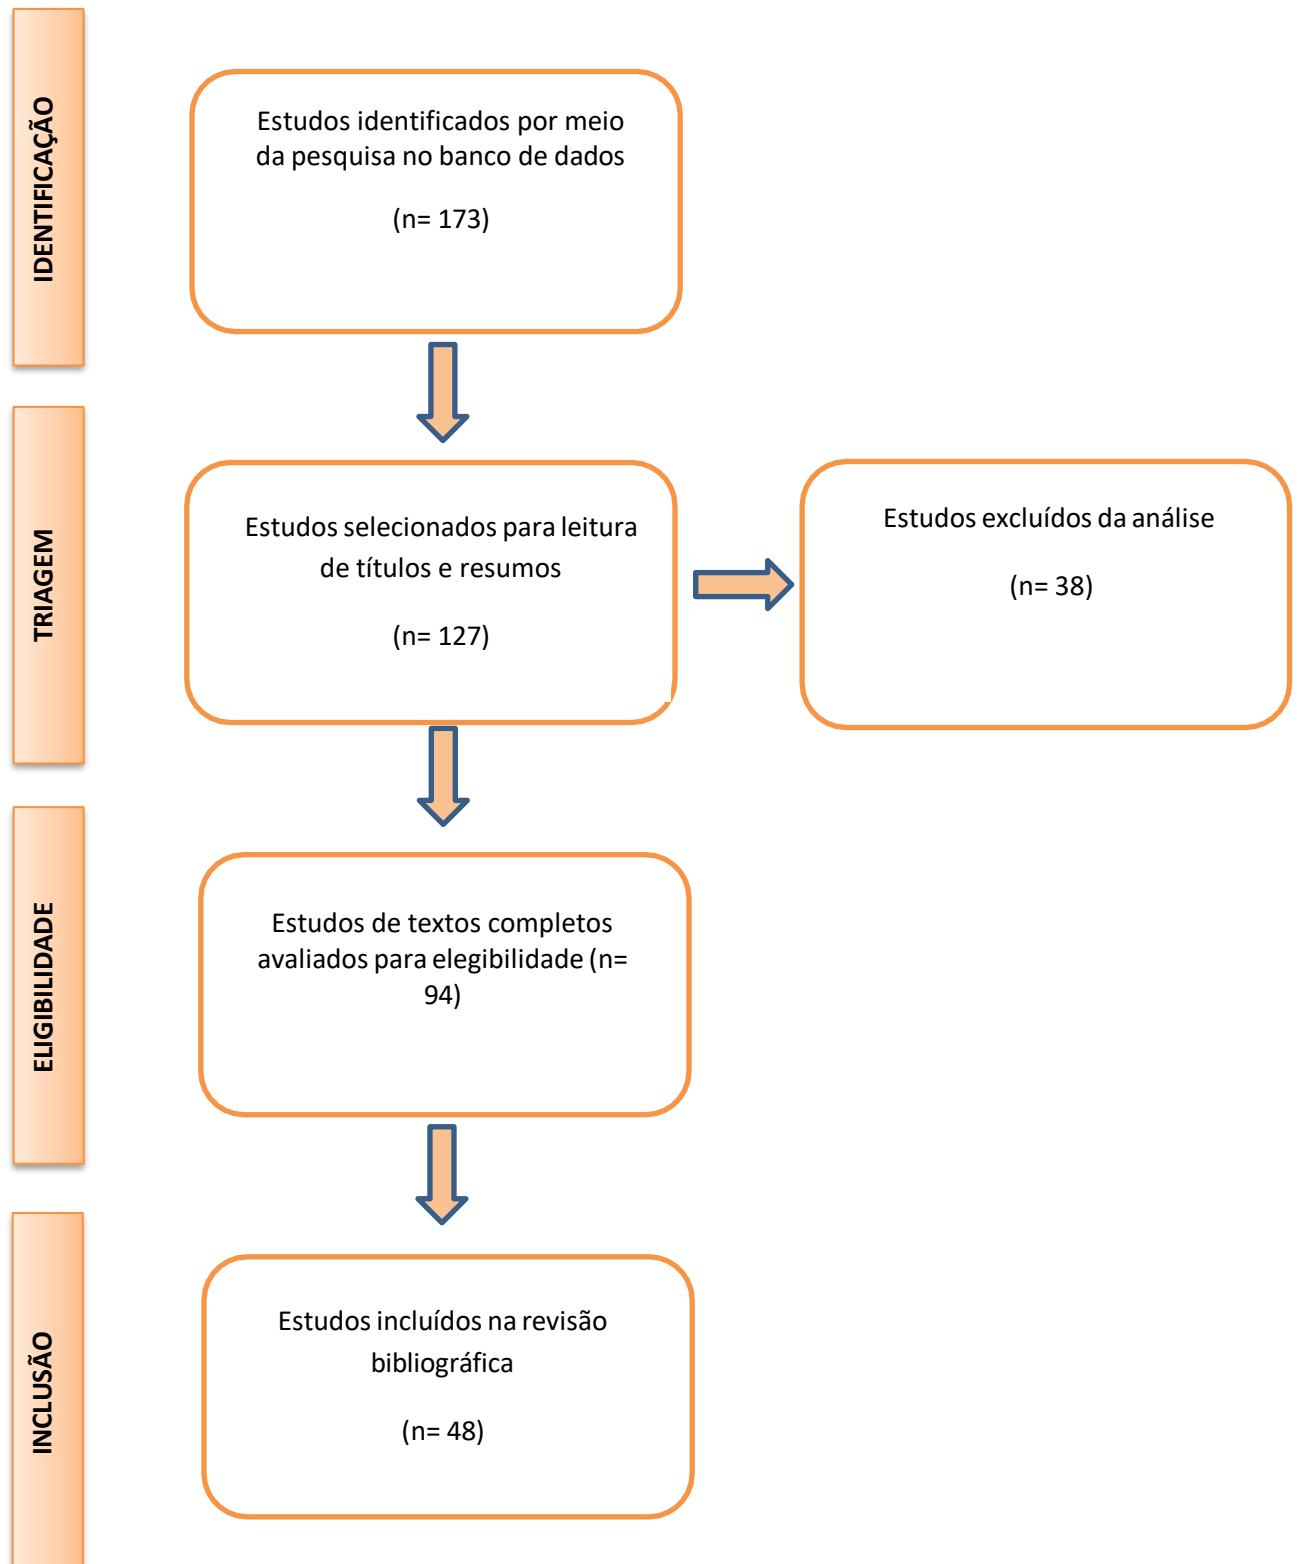 IDENTIFICAÇÃO
Estudos identificados por meio
da pesquisa no banco de dados
(n= 173)
TRIAGEM
Estudos selecionados para leitura
de títulos e resumos
(n= 127)
Estudos excluídos da análise
(n= 38)
ELIGIBILIDADE
Estudos de textos completos
avaliados para elegibilidade (n=
94)
INCLUSÃO
Estudos incluídos na revisão
bibliográfica
(n= 48)